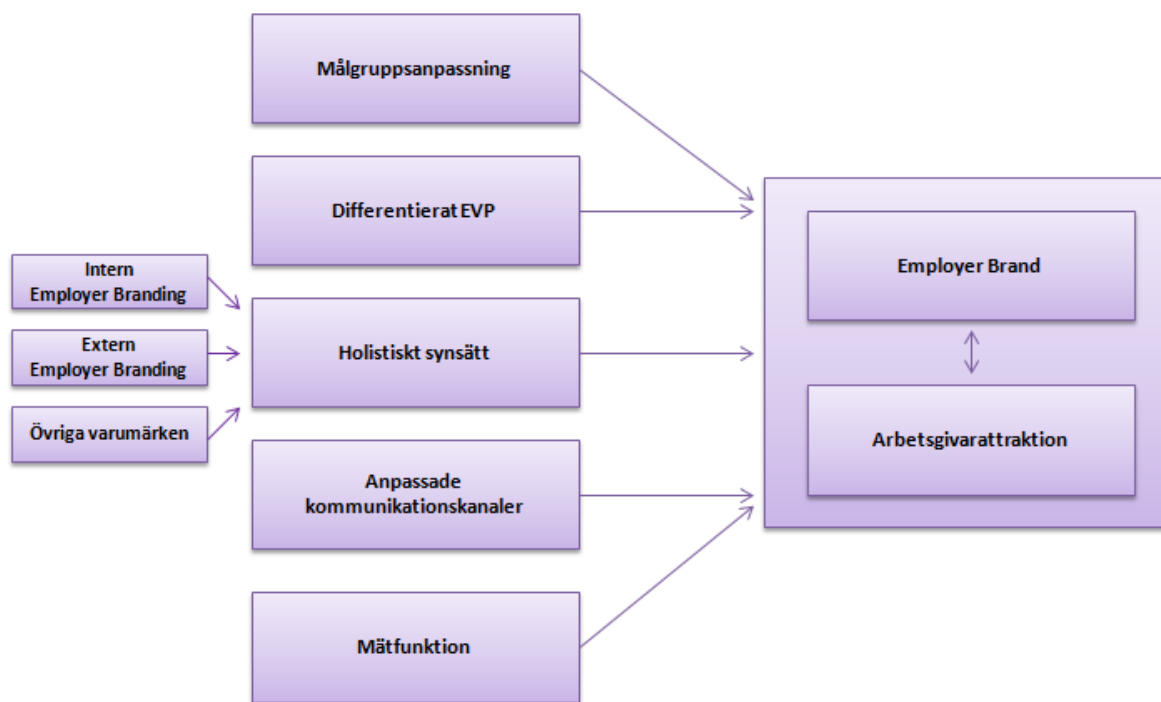 Målgruppsanpassning
Differentierat EVP
Intern
Employer Branding
Extern
Employer Branding
Övriga varumärken
Holistiskt synsätt
Anpassade
kommunikationskanaler
Mätfunktion
Employer Brand
Arbetsgivarattraktion